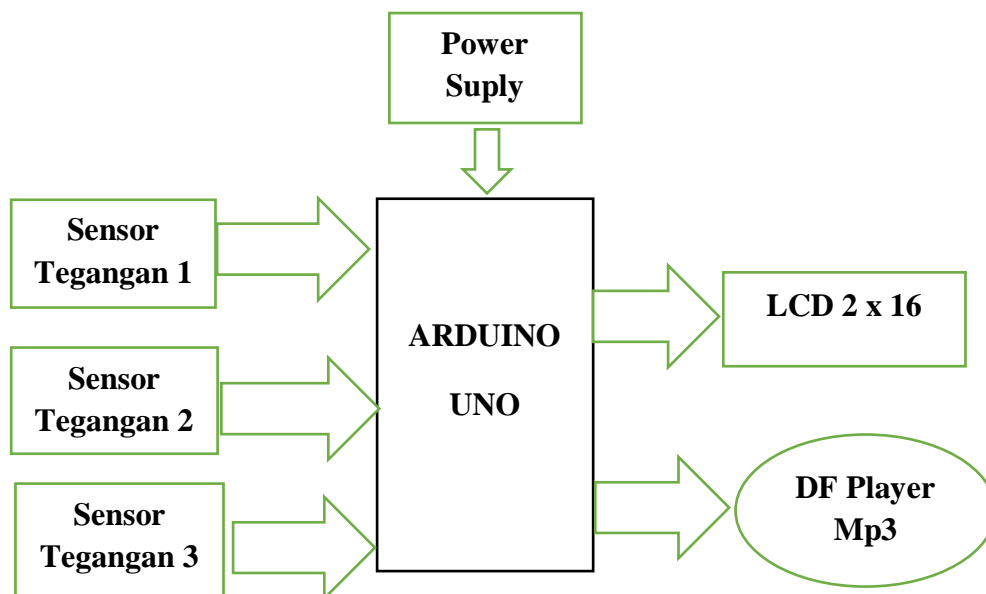 Power
Suply
Sensor
Tegangan 1
Sensor
Tegangan 2
Sensor
Tegangan 3
ARDUINO
UNO
LCD 2 x 16
DF Player
Mp3